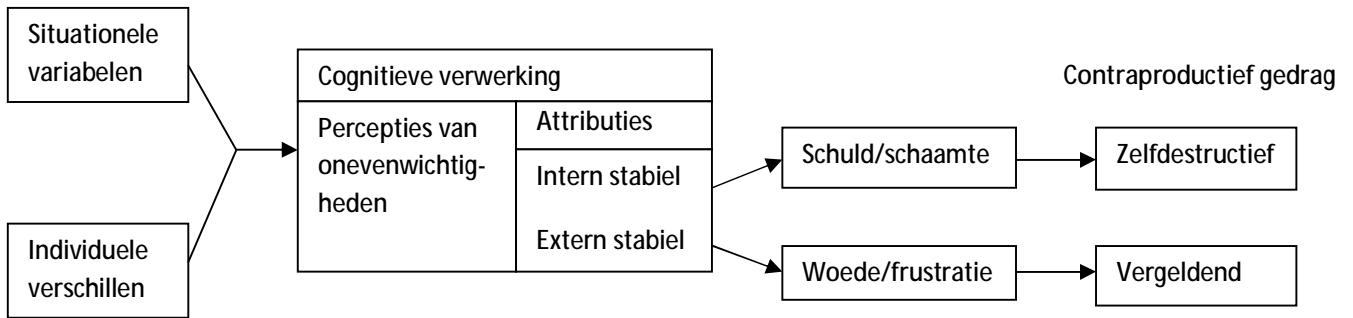 Situationele
variabelen
Individuele
verschillen
Cognitieve verwerking
Percepties van
onevenwichtig-
heden
Attributies
Intern stabiel
Extern stabiel
Schuld/schaamte
Woede/frustratie
Contraproductief gedrag
Zelfdestructief
Vergeldend